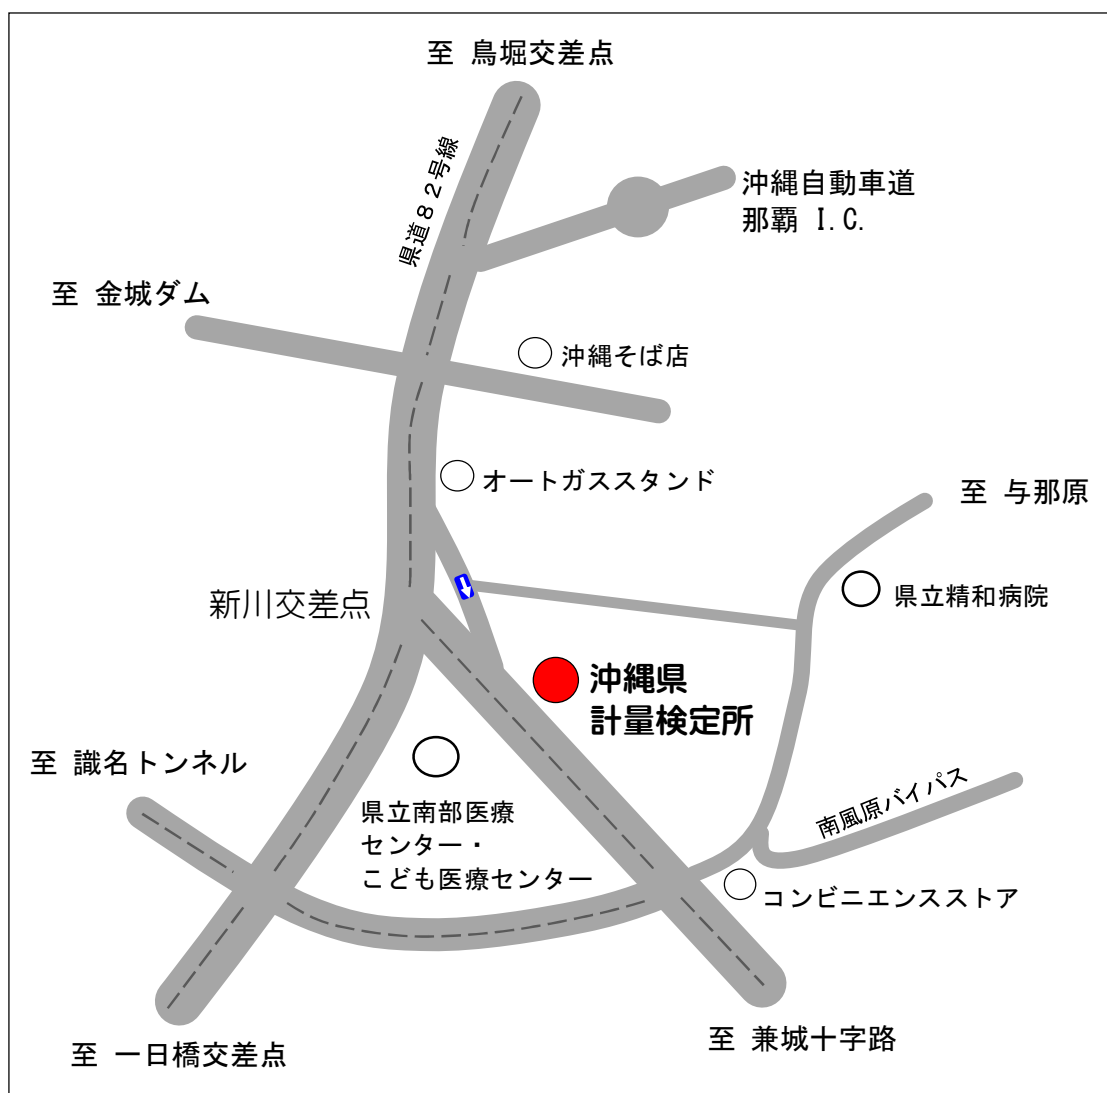 至 鳥堀交差点
県道82号線
沖縄自動車道
那覇 I.C.
至 金城ダム
沖縄そば店
オートガススタンド
至 与那原
県立精和病院
新川交差点
沖縄県
計量検定所
至 識名トンネル
南風原バイパス
県立南部医療
センター・
こども医療センター
コンビニエンスストア
至 兼城十字路
至 一日橋交差点